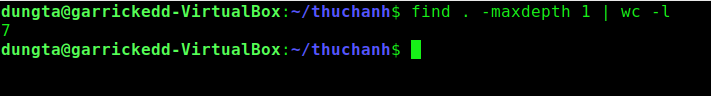 dungta@garrickedd-VirtualBox:~/thuchanh$ find . -maxdepth 1 | wc -l
7
dungta@garrickedd-VirtualBox:~/thuchanh$